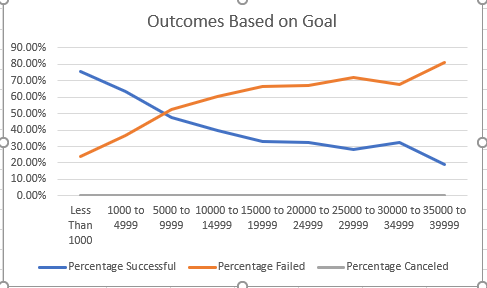 Outcomes Based on Goal
90.00%
80.00%
70.00%
60.00%
50.00%
40.00%
30.00%
20.00%
10.00%
0.00%
Less 1000 to 5000 to 10000 to 15000 to 20000 to 25000 to 30000 to 35000 to
Than 4999 9999 14999 19999 24999 29999 34999 39999
1000
Percentage Successful Percentage Failed Percentage Canceled